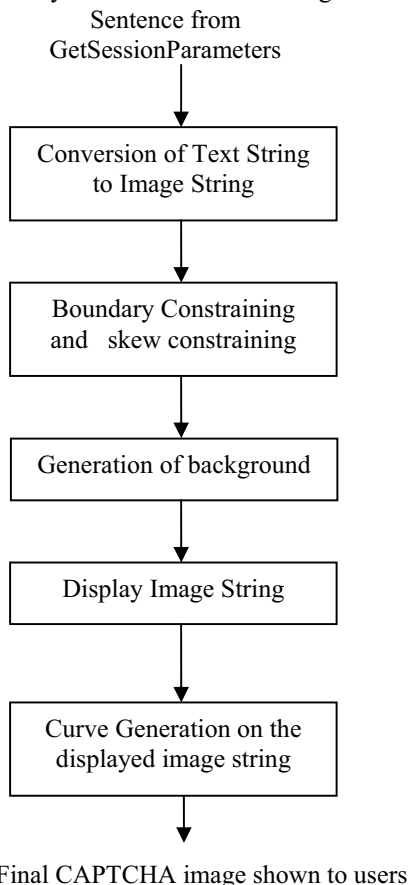 Sentence from
GetSessionParameters
Conversion of Text String
to Image String
Boundary Constraining
and skew constraining
Generation of background
Display Image String
Curve Generation on the
displayed image string
Final CAPTCHA image shown to users